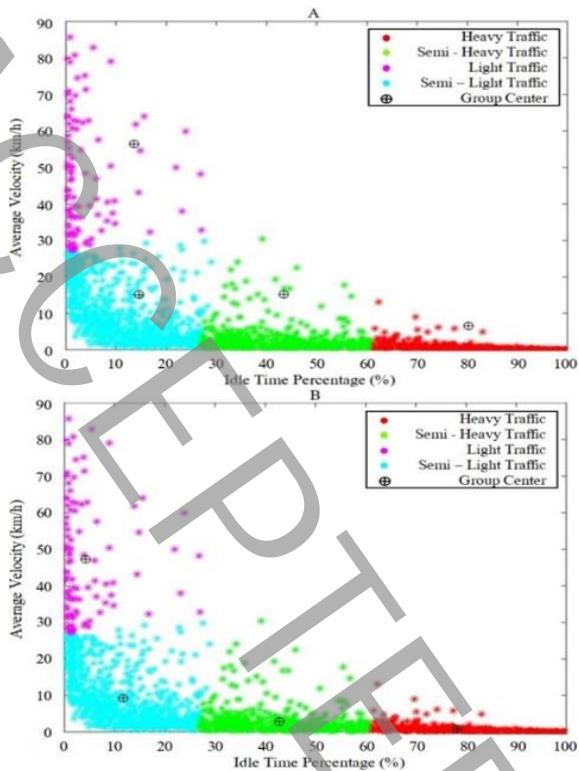 A
90
80
70
60
50
40
30
20
10
0
Average Velocity (km/h)
Heavy Traffic
Semi - Heavy Traffic
Light Traffic
Semi – Light Traffic
Group Center
0 10 20 30 40 50 60 70 80 90 100
Idle Time Percentage (%)
B
90
80
70
60
50
40
30
20
10
0
Average Velocity (km/h)
Heavy Traffic
Semi - Heavy Traffic
Light Traffic
Semi – Light Traffic
Group Center
0 10 20 30 40 50 60 70 80 90 100
Idle Time Percentage (%)